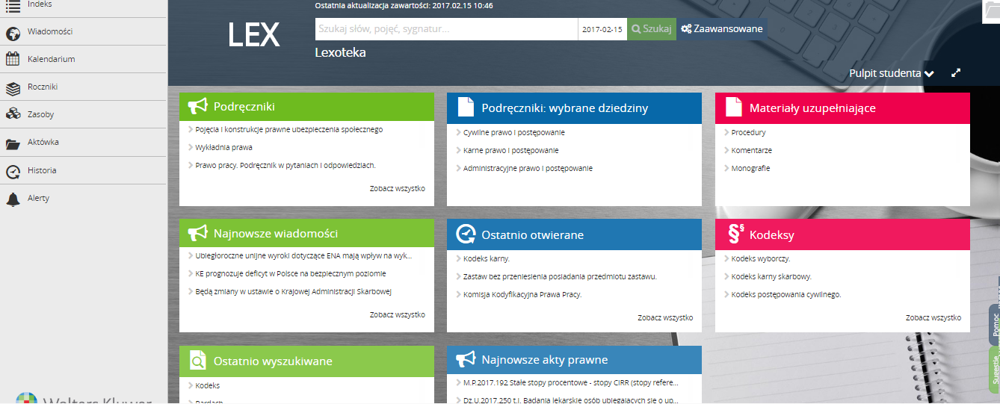 Indeks
Wiadomości
Kalendarium
Roczniki
Zasoby
Aktówka
Historia
Alerty
Wolters Kluwer
Ostatnia aktualizacja zawartości: 2017.02.15 10:46
LEX
Szukaj słów, pojęć, sygnatur...
2017-02-15
Szukaj
Zaawansowane
Lexoteka
Pulpit studenta
Podręczniki
Pojęcia i konstrukcje prawne ubezpieczenia społecznego
Wykładnia prawa
Prawo pracy. Podręcznik w pytaniach i odpowiedziach.
Zobacz wszystko
Podręczniki: wybrane dziedziny
Cywilne prawo i postępowanie
Karne prawo i postępowanie
Administracyjne prawo i postępowanie
Materiały uzupełniające
Procedury
Komentarze
Monografie
Najnowsze wiadomości
Ubiegłoroczne unijne wyroki dotyczące ENA mają wpływ na wyk...
KE prognozuje deficyt w Polsce na bezpiecznym poziomie
Będą zmiany w ustawie o Krajowej Administracji Skarbowej
Zobacz wszystko
Ostatnio otwierane
Kodeks karny.
Zastaw bez przeniesienia posiadania przedmiotu zastawu.
Komisja Kodyfikacyjna Prawa Pracy.
Zobacz wszystko
§§ Kodeksy
Kodeks wyborczy.
Kodeks karny skarbowy.
Kodeks postępowania cywilnego.
Zobacz wszystko
Ostatnio wyszukiwane
Kodeks
Najnowsze akty prawne
M.P.2017.192 Stałe stopy procentowe - stopy CIRR (stopy refere...
Dz.U.2017.250 t.j. Badania lekarskie osób ubiegających się o up...
Pomoc
Sugestie